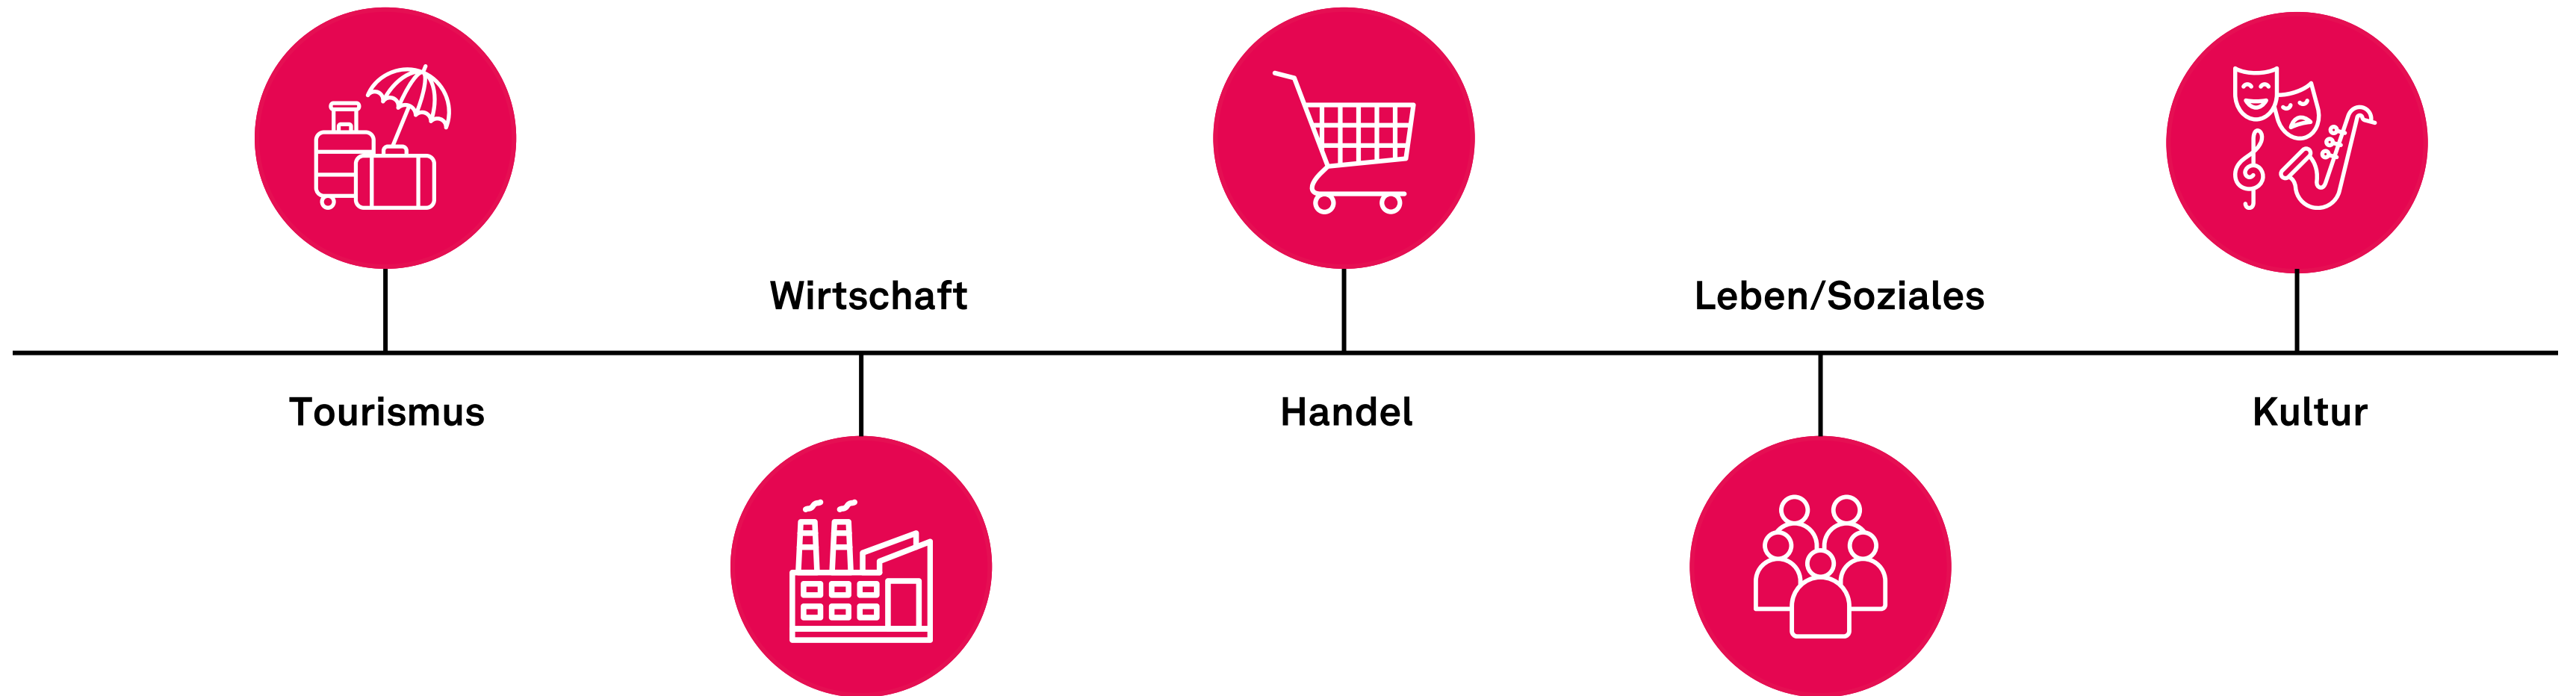 Wirtschaft
Leben/Soziales
Tourismus
Handel
Kultur